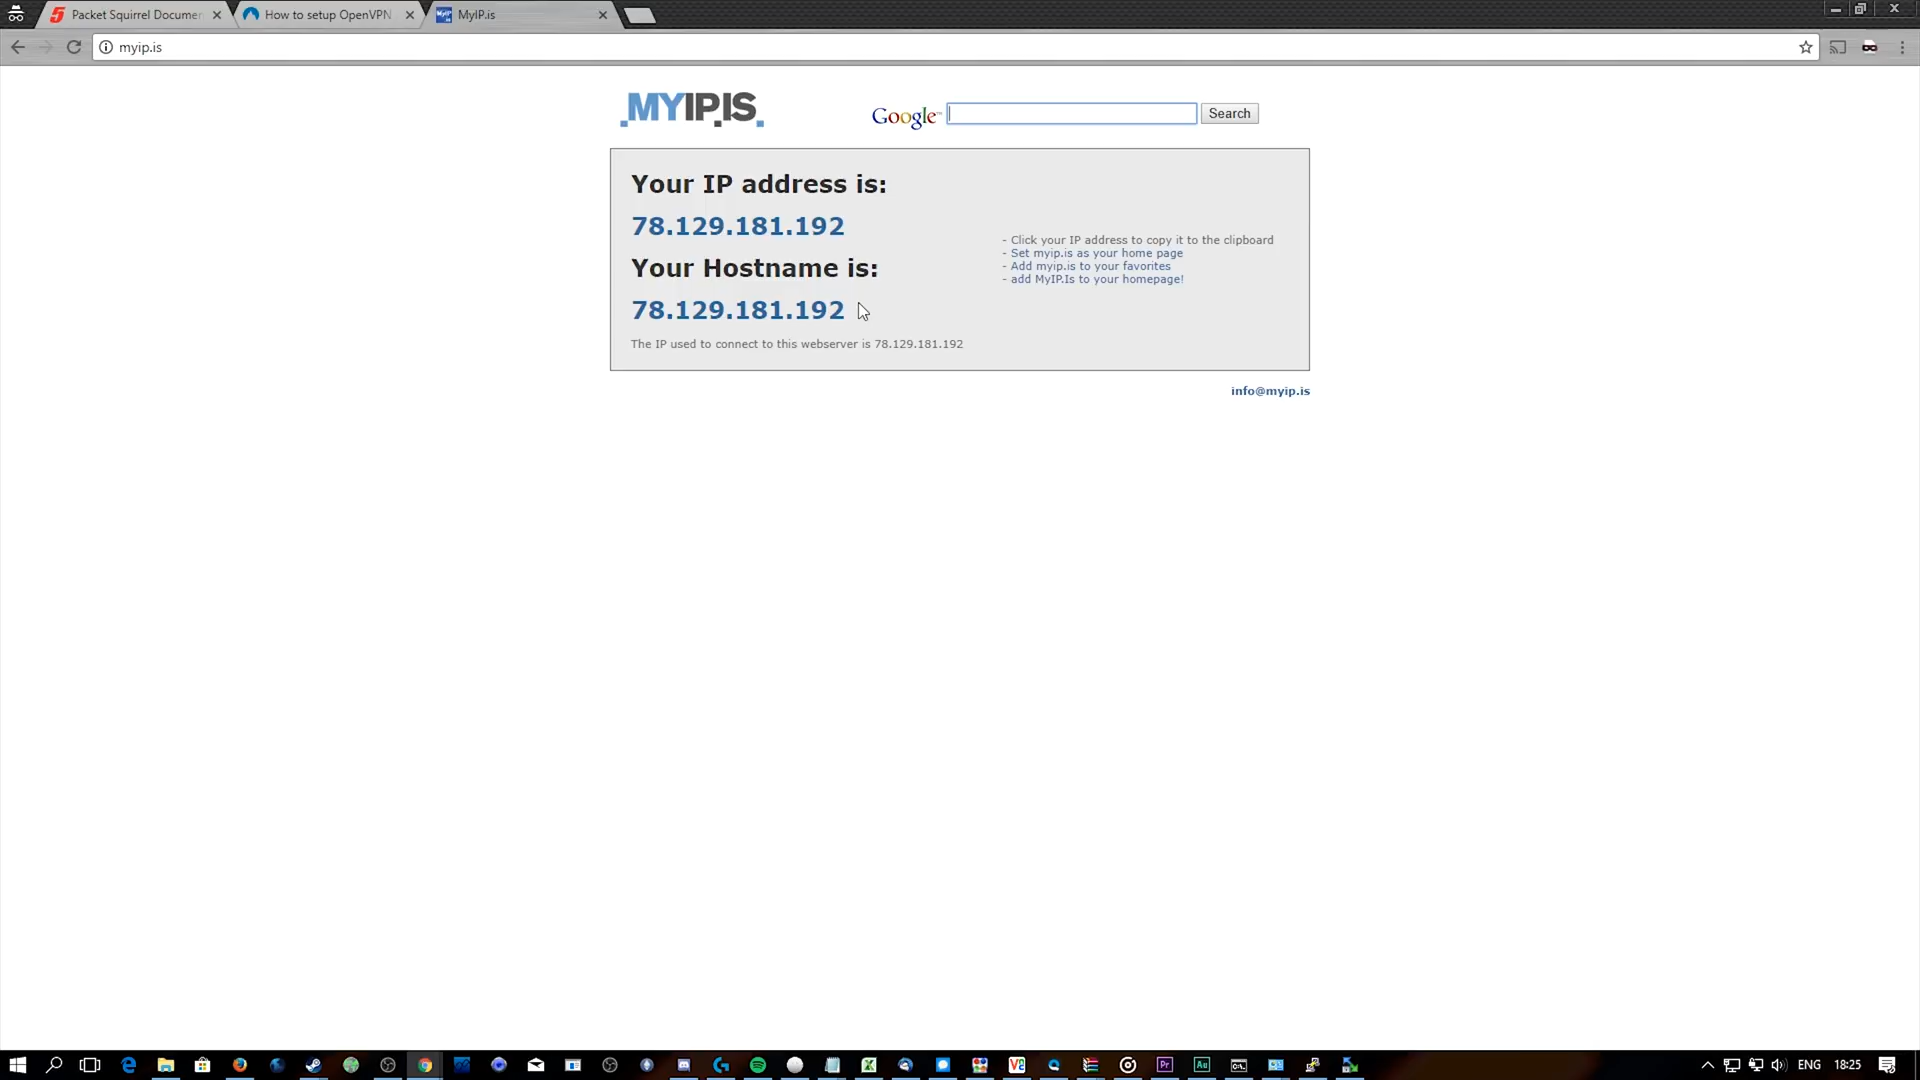 Packet Squirrel Documen
How to setup OpenVPN
MyIP.is
myip.is
MYIP.IS
Google™
Search
Your IP address is:
78.129.181.192
Your Hostname is:
78.129.181.192
The IP used to connect to this webserver is 78.129.181.192
- Click your IP address to copy it to the clipboard
- Set myip.is as your home page
- Add myip.is to your favorites
- add MyIP.Is to your homepage!
info@myip.is
ENG
18:25